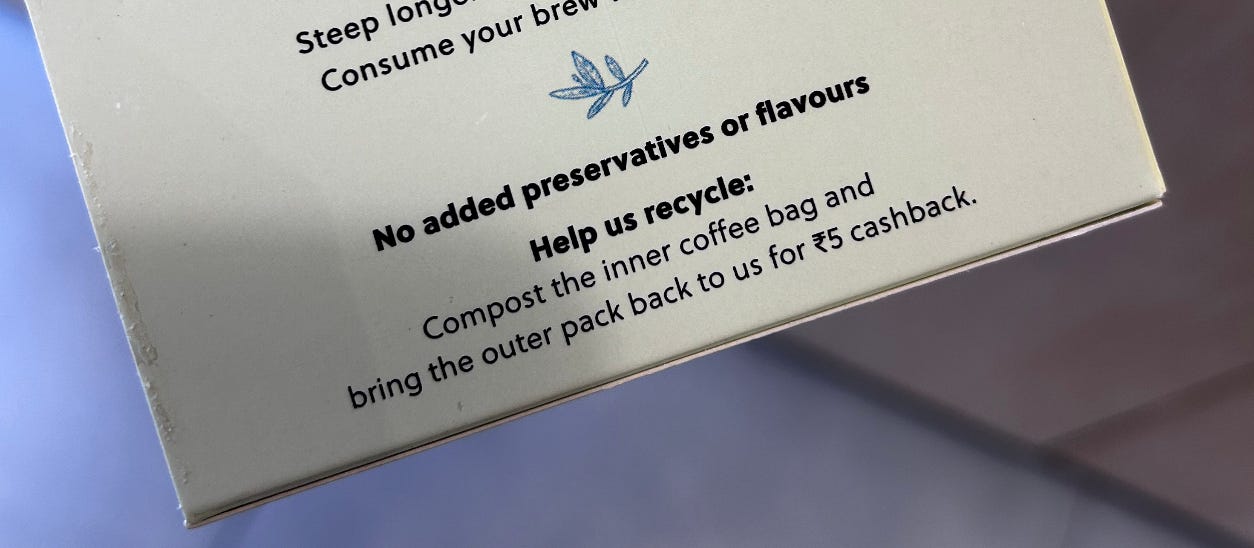 Steep longer
Consume your brew
No added preservatives or flavours
Help us recycle:
Compost the inner coffee bag and
bring the outer pack back to us for ₹5 cashback.